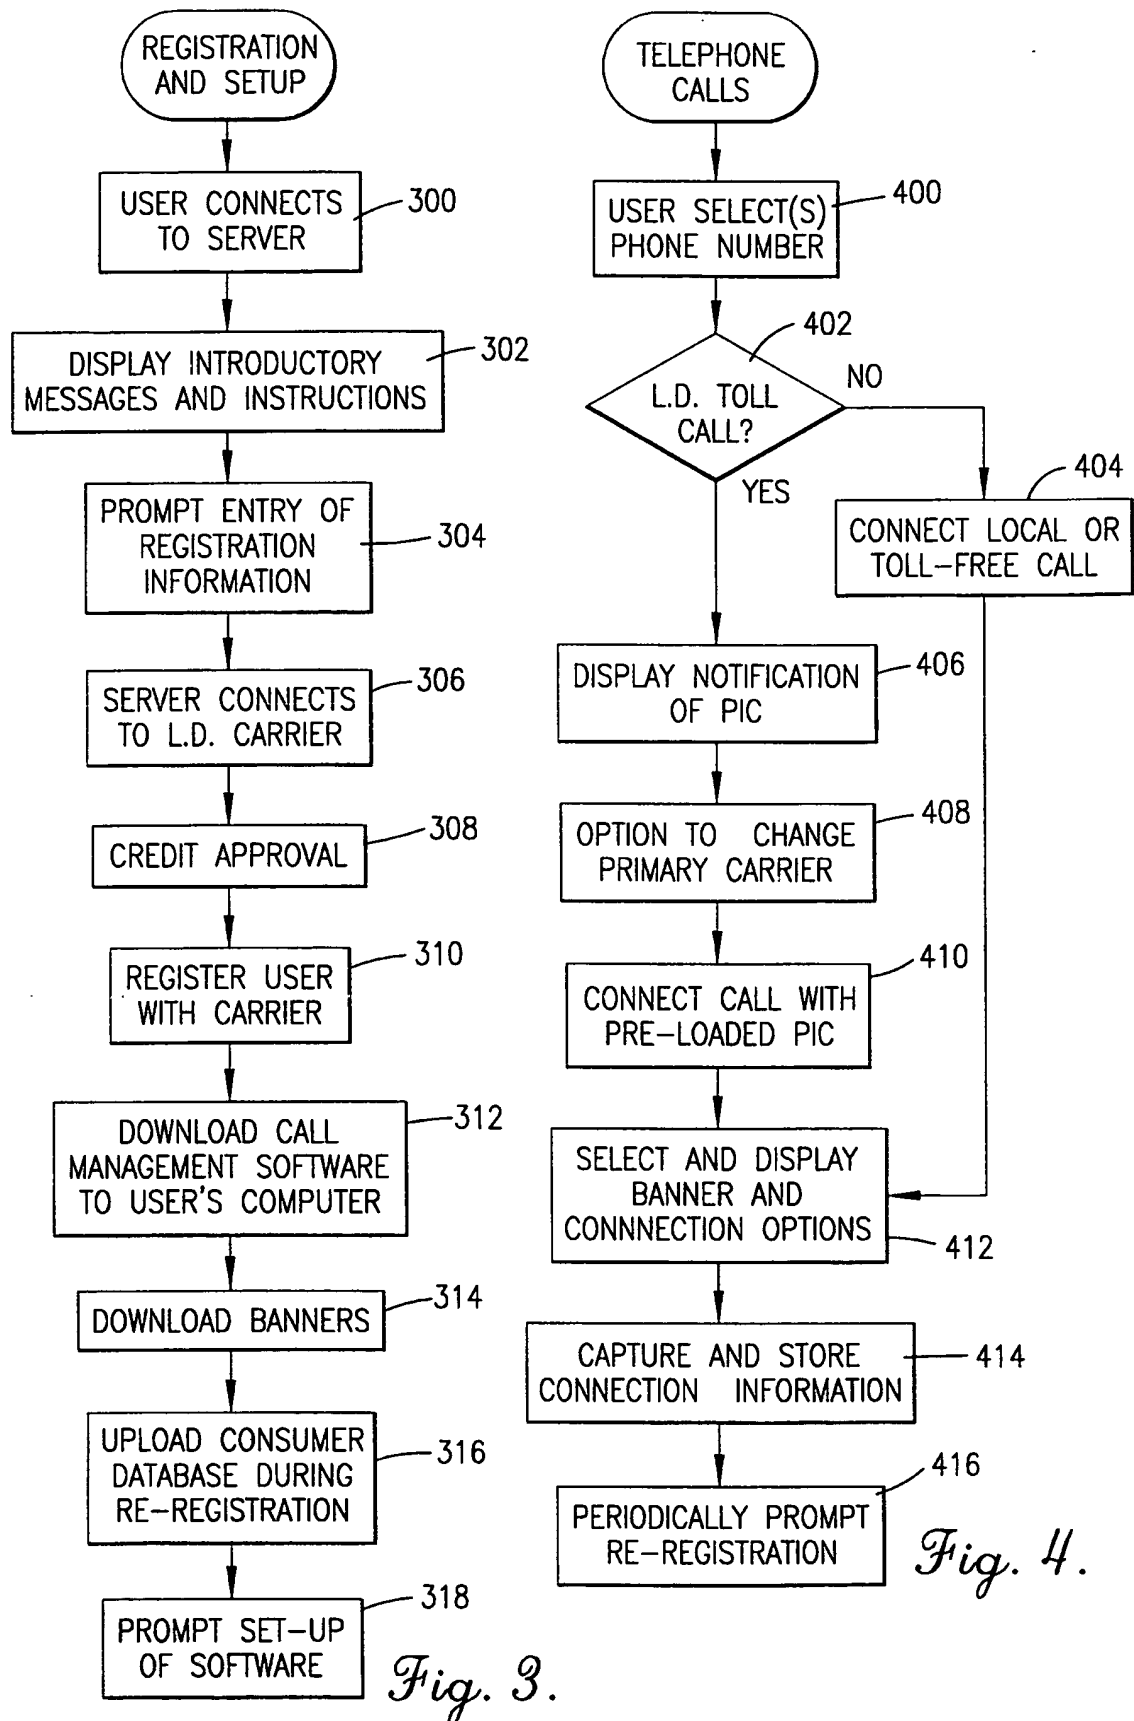 REGISTRATION
AND SETUP
USER CONNECTS
TO SERVER
300
DISPLAY INTRODUCTORY
MESSAGES AND INSTRUCTIONS
302
PROMPT ENTRY OF
REGISTRATION
INFORMATION
304
SERVER CONNECTS
TO L.D. CARRIER
306
CREDIT APPROVAL
308
REGISTER USER
WITH CARRIER
310
DOWNLOAD CALL
MANAGEMENT SOFTWARE
TO USER'S COMPUTER
312
DOWNLOAD BANNERS
314
UPLOAD CONSUMER
DATABASE DURING
RE-REGISTRATION
316
PROMPT SET-UP
OF SOFTWARE
318
Fig. 3.
TELEPHONE
CALLS
USER SELECT(S)
PHONE NUMBER
400
L.D. TOLL
CALL?
402
NO
YES
CONNECT LOCAL OR
TOLL-FREE CALL
404
DISPLAY NOTIFICATION
OF PIC
406
OPTION TO CHANGE
PRIMARY CARRIER
408
CONNECT CALL WITH
PRE-LOADED PIC
410
SELECT AND DISPLAY
BANNER AND
CONNNECTION OPTIONS
412
CAPTURE AND STORE
CONNECTION INFORMATION
414
PERIODICALLY PROMPT
RE-REGISTRATION
416
Fig. 4.